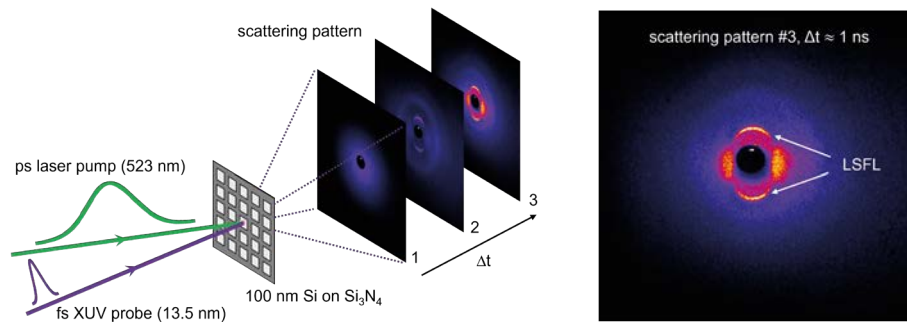 scattering pattern
ps laser pump (523 nm)
fs XUV probe (13.5 nm)
100 nm Si on Si₃N₄
1
2
3
Δt
scattering pattern #3, Δt ≈ 1 ns
LSFL